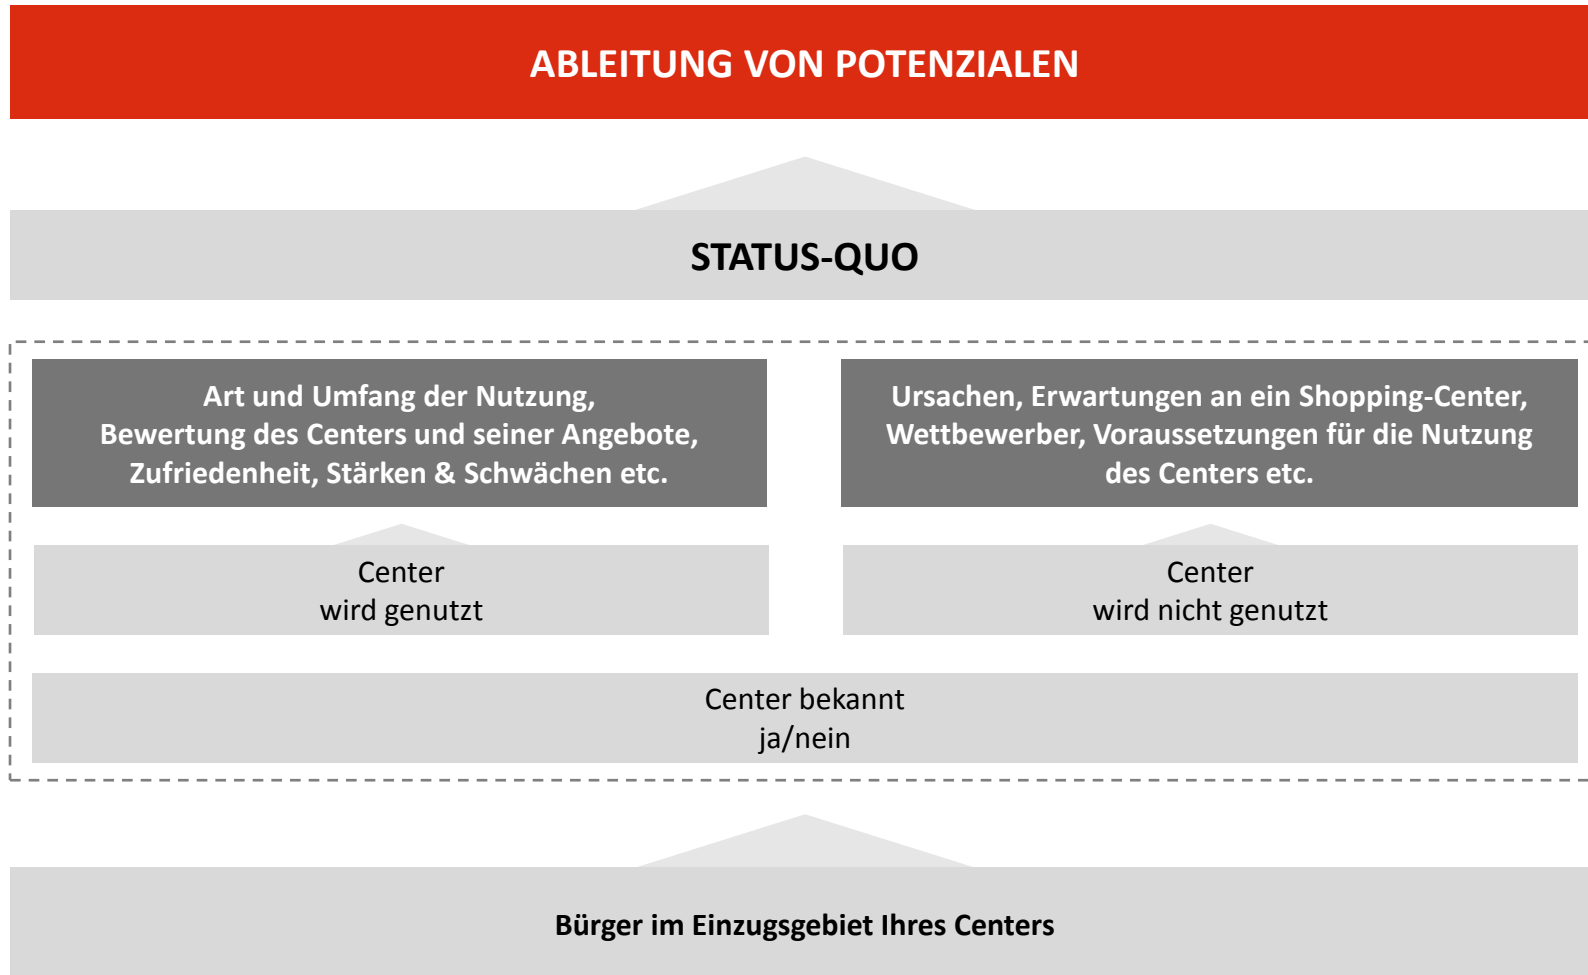 ABLEITUNG VON POTENZIALEN
STATUS-QUO
Art und Umfang der Nutzung,
Bewertung des Centers und seiner Angebote,
Zufriedenheit, Stärken & Schwächen etc.
Ursachen, Erwartungen an ein Shopping-Center,
Wettbewerber, Voraussetzungen für die Nutzung
des Centers etc.
Center
wird genutzt
Center
wird nicht genutzt
Center bekannt
ja/nein
Bürger im Einzugsgebiet Ihres Centers